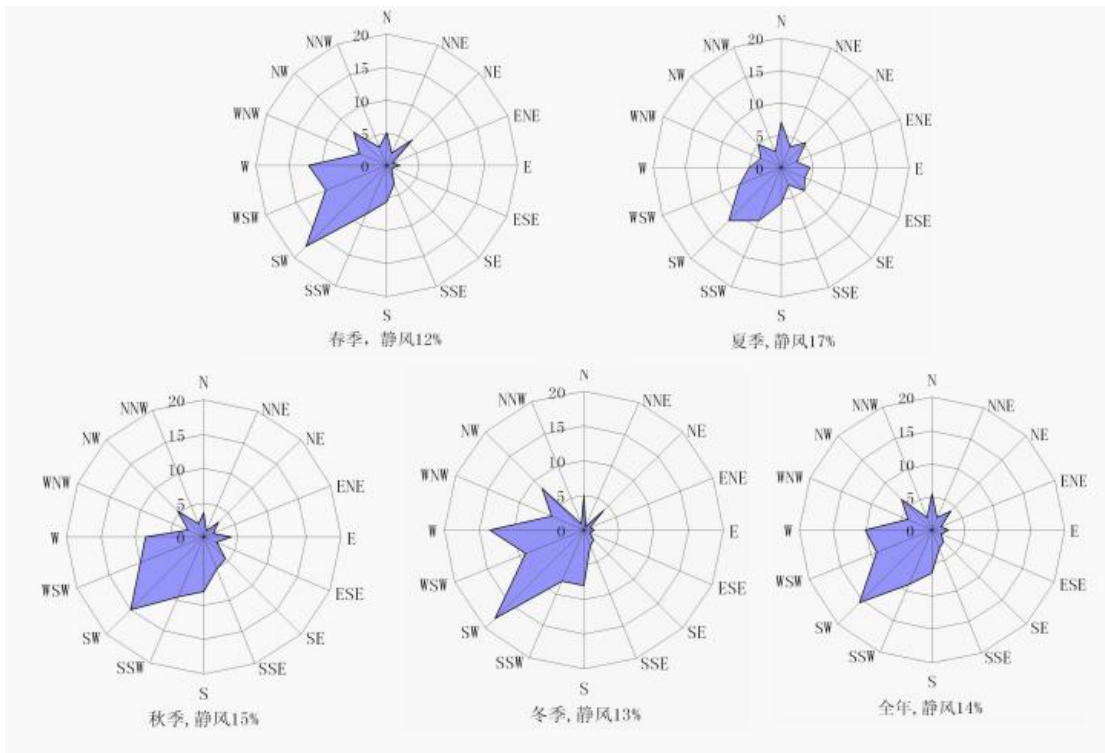 N
NNW 20 NNE
NW 15 NE
WNW 10 ENE
5
W 0 E
WSW ESE
SW SE
SSW SSE
S
春季，静风12%
N
NNW 20 NNE
NW 15 NE
WNW 10 ENE
5
W 0 E
WSW ESE
SW SE
SSW SSE
S
夏季,静风17%
N
NNW 20 NNE
NW 15 NE
WNW 10 ENE
5
W 0 E
WSW ESE
SW SE
SSW SSE
S
秋季,静风15%
N
NNW 20 NNE
NW 15 NE
WNW 10 ENE
5
W 0 E
WSW ESE
SW SE
SSW SSE
S
冬季,静风13%
N
NNW 20 NNE
NW 15 NE
WNW 10 ENE
5
W 0 E
WSW ESE
SW SE
SSW SSE
S
全年,静风14%